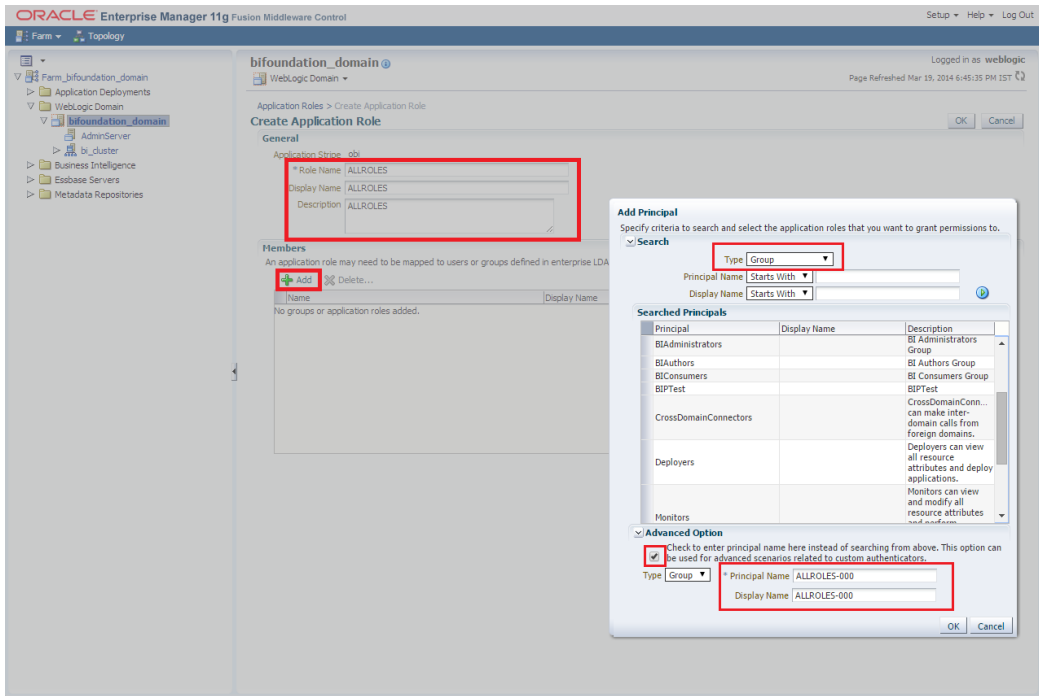 ORACLE Enterprise Manager 11g Fusion Middleware Control
Setup Help Log Out
Farm Topology
Farm_bifoundation_domain
Application Deployments
WebLogic Domain
bifoundation_domain
AdminServer
bi_cluster
Business Intelligence
Essbase Servers
Metadata Repositories
bifoundation_domain
Logged in as weblogic
WebLogic Domain
Page Refreshed Mar 19, 2014 6:45:35 PM IST
Application Roles > Create Application Role
Create Application Role
OK Cancel
General
Application Stripe obi
* Role Name ALLROLES
Display Name ALLROLES
Description ALLROLES
Members
An application role may need to be mapped to users or groups defined in enterprise LDA
Add Delete...
Name Display Name
No groups or application roles added.
Add Principal
Specify criteria to search and select the application roles that you want to grant permissions to.
Search
Type Group
Principal Name Starts With
Display Name Starts With
Searched Principals
Principal Display Name Description
BIAdministrators BI Administrators
Group
BIAuthors BI Authors Group
BIConsumers BI Consumers Group
BIPTest BIPTest
CrossDomainConn...
can make inter-
CrossDomainConnectors
domain calls from
foreign domains.
Deployers can view
all resource
Deployers
attributes and deploy
applications.
Monitors can view
and modify all
resource attributes
Monitors and perform
Advanced Option
Check to enter principal name here instead of searching from above. This option can
be used for advanced scenarios related to custom authenticators.
Type Group * Principal Name ALLROLES-000
Display Name ALLROLES-000
OK Cancel